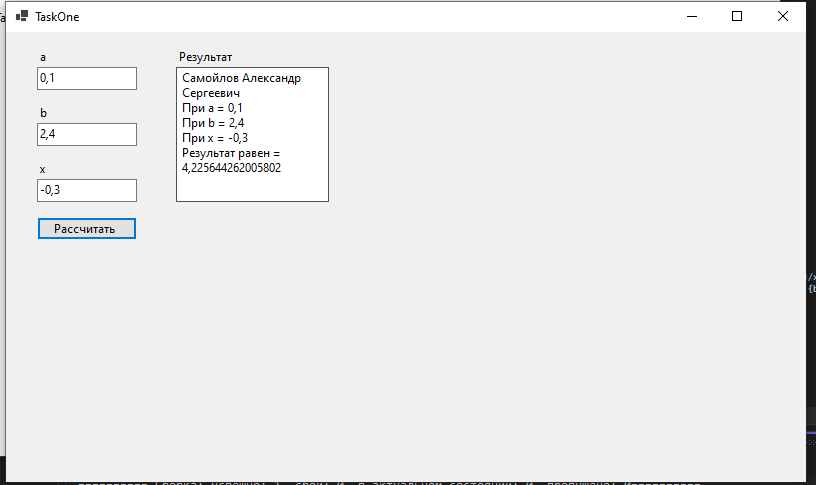 TaskOne
a
0,1
b
2,4
x
-0,3
Рассчитать
Результат
Самойлов Александр
Сергеевич
При a = 0,1
При b = 2,4
При x = -0,3
Результат равен =
4,225644262005802